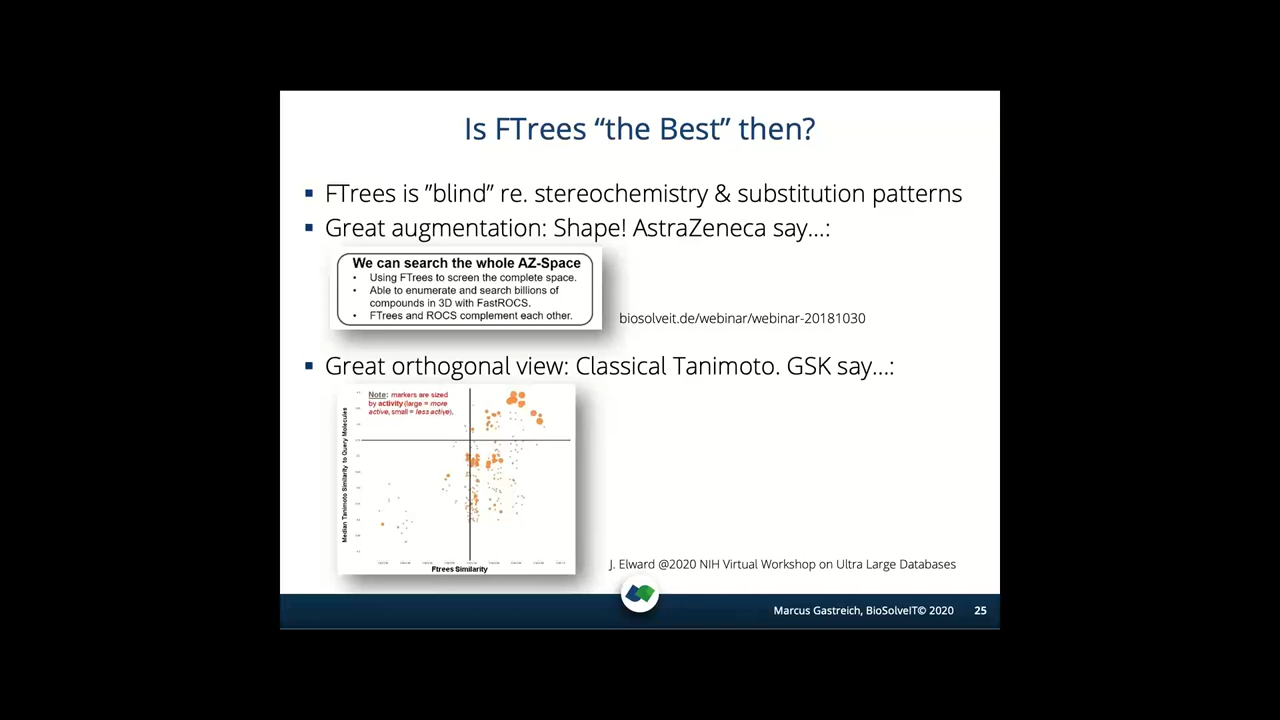 Is FTrees “the Best” then?
▪ FTrees is ”blind” re. stereochemistry & substitution patterns
▪ Great augmentation: Shape! AstraZeneca say...:
We can search the whole AZ-Space
• Using FTrees to screen the complete space.
• Able to enumerate and search billions of
compounds in 3D with FastROCS.
• FTrees and ROCS complement each other.
biosolveit.de/webinar/webinar-20181030
▪ Great orthogonal view: Classical Tanimoto. GSK say...:
Note: markers are sized
by activity (large = more
active, small = less active),
Median Tanimoto Similarity to Query Molecules
Ftrees Similarity
J. Elward @2020 NIH Virtual Workshop on Ultra Large Databases
Marcus Gastreich, BioSolveIT© 2020 25